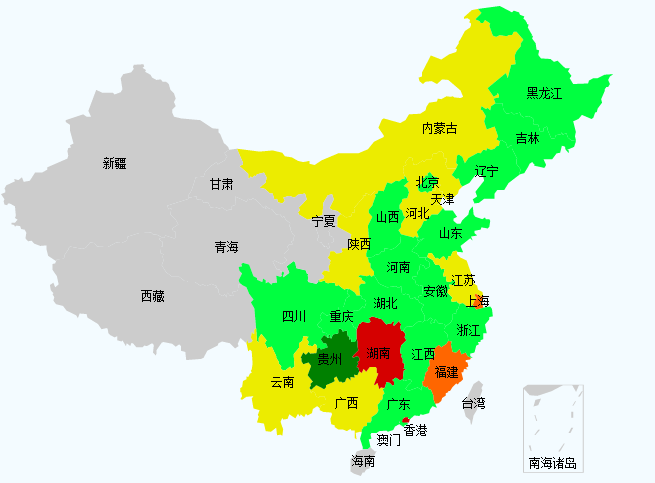 黑龙江
内蒙古
吉林
新疆
辽宁
甘肃
北京
天津
宁夏
山西
河北
山东
青海
陕西
河南
江苏
西藏
安徽
上海
四川
重庆
湖北
浙江
贵州
湖南
江西
福建
云南
广西
广东
台湾
香港
澳门
海南
南海诸岛